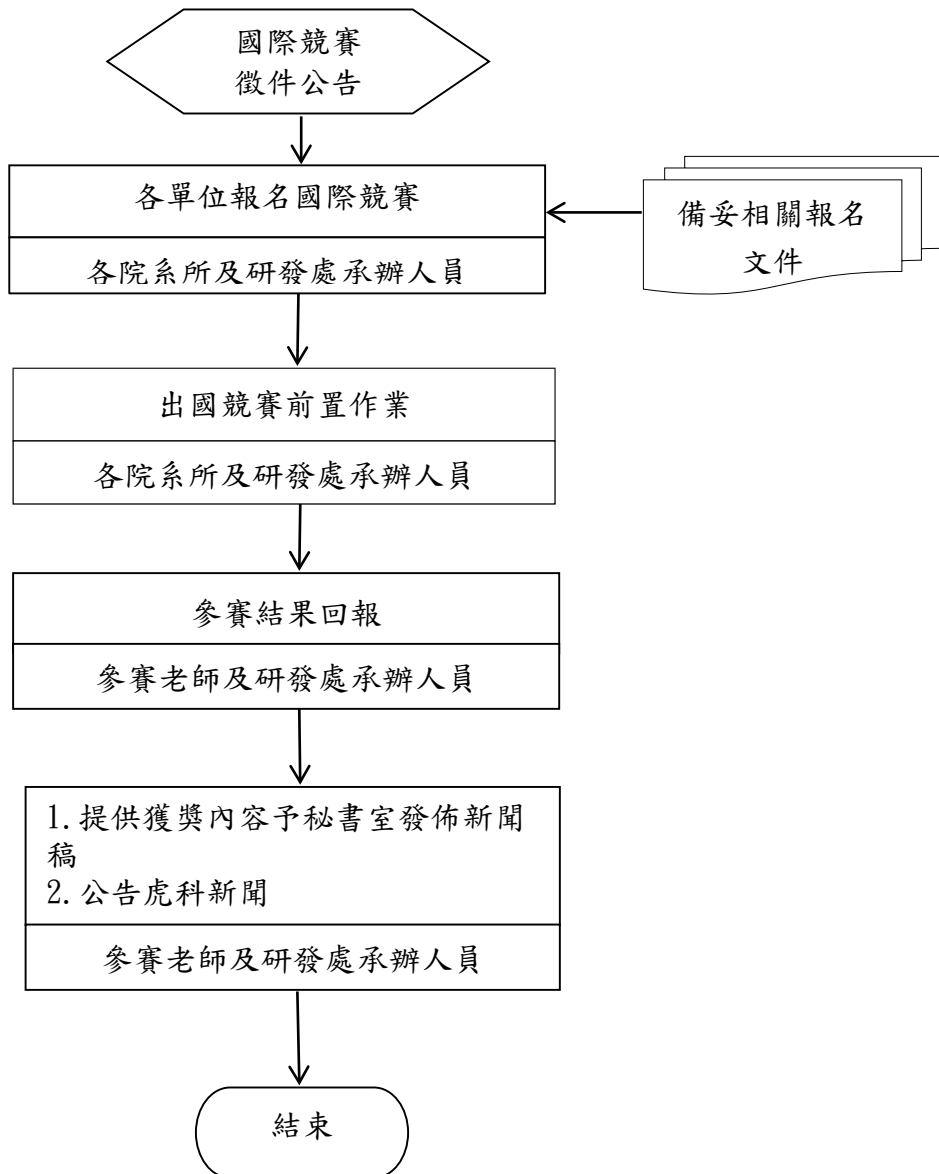 國際競賽
徵件公告
各單位報名國際競賽
各院系所及研發處承辦人員
備妥相關報名
文件
出國競賽前置作業
各院系所及研發處承辦人員
參賽結果回報
參賽老師及研發處承辦人員
1.提供獲獎內容予秘書室發佈新聞
稿
2.公告虎科新聞
參賽老師及研發處承辦人員
結束